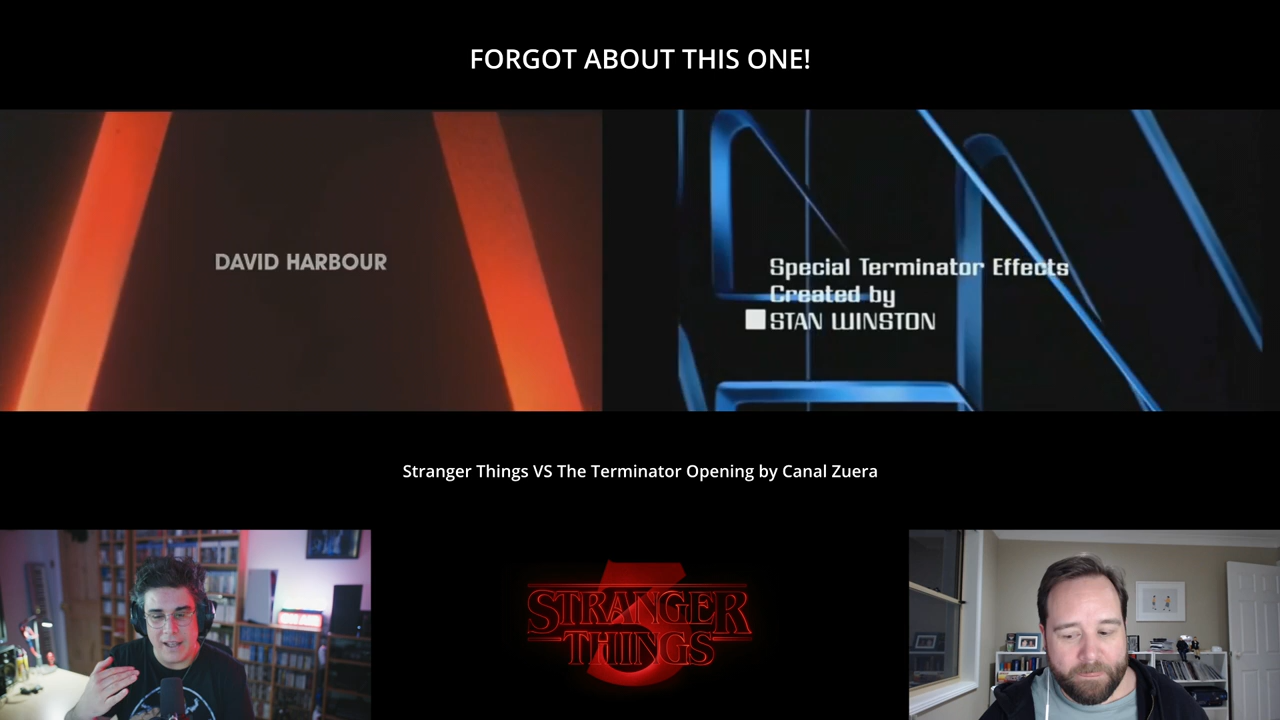 FORGOT ABOUT THIS ONE!
DAVID HARBOUR
Special Terminator Effects
Created by
STAN WINSTON
Stranger Things VS The Terminator Opening by Canal Zuera
STRANGER
THINGS
5